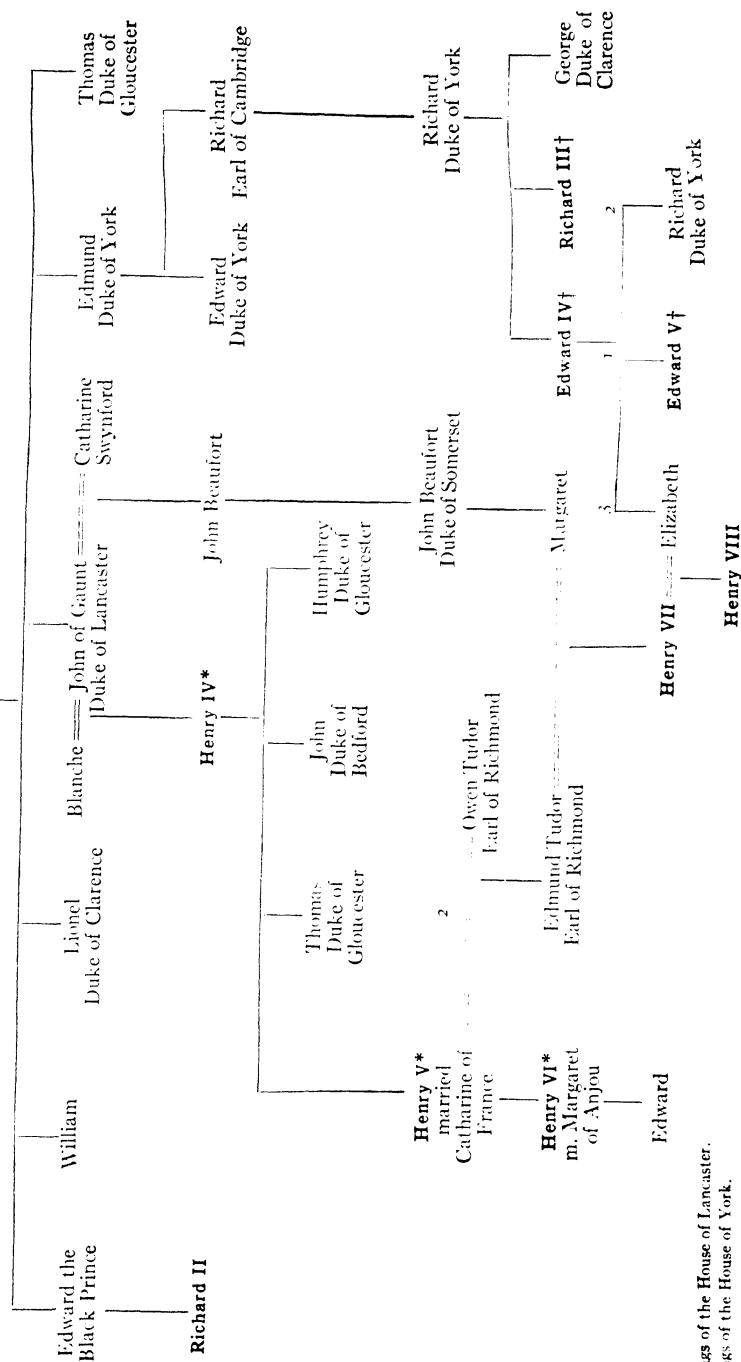 Edward the
Black Prince
William
Lionel
Duke of Clarence
Blanche
John of Gaunt
Duke of Lancaster
Catharine
Swynford
Edmund
Duke of York
Thomas
Duke of
Gloucester
Richard II
Henry IV*
John Beaufort
Edward
Duke of York
Richard
Earl of Cambridge
Thomas
Duke of
Gloucester
John
Duke of
Bedford
Humphrey
Duke of
Gloucester
Henry V*
married
Catharine of
France
2
Owen Tudor
Earl of Richmond
John Beaufort
Duke of Somerset
Richard
Duke of York
Henry VI*
m. Margaret
of Anjou
Edmund Tudor
Earl of Richmond
Margaret
Edward IV†
Richard III†
George
Duke of
Clarence
Edward
Henry VII
3
Elizabeth
1
Edward V†
2
Richard
Duke of York
Henry VIII
of the House of Lancaster.
of the House of York.